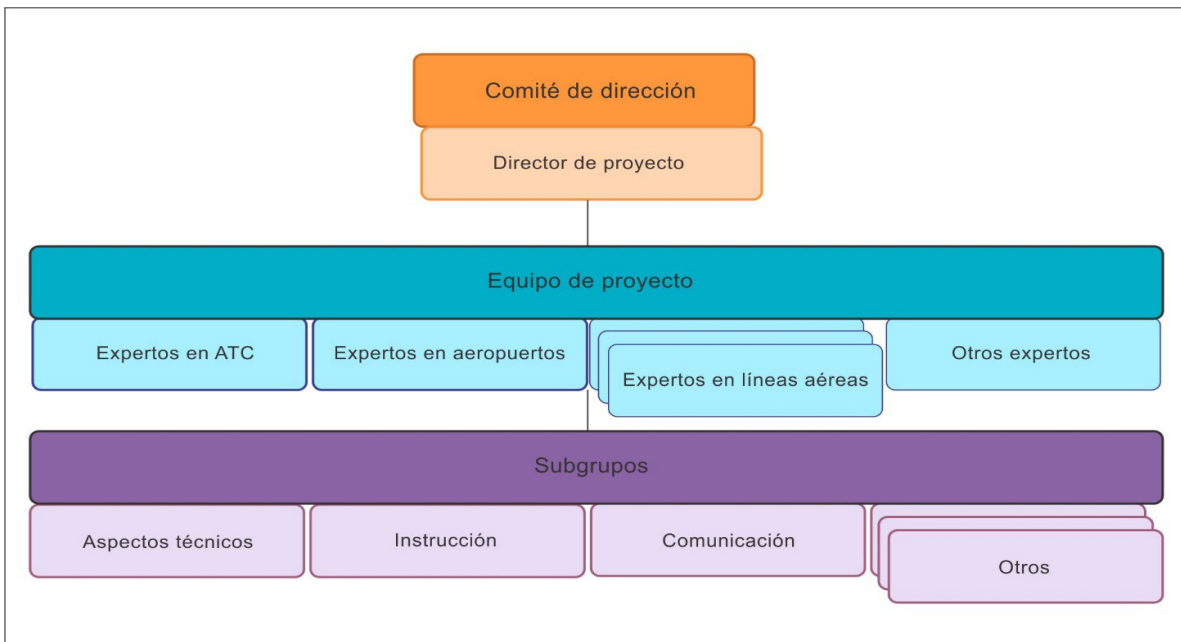 Comité de dirección
Director de proyecto
Equipo de proyecto
Expertos en ATC
Expertos en aeropuertos
Expertos en líneas aéreas
Otros expertos
Subgrupos
Aspectos técnicos
Instrucción
Comunicación
Otros